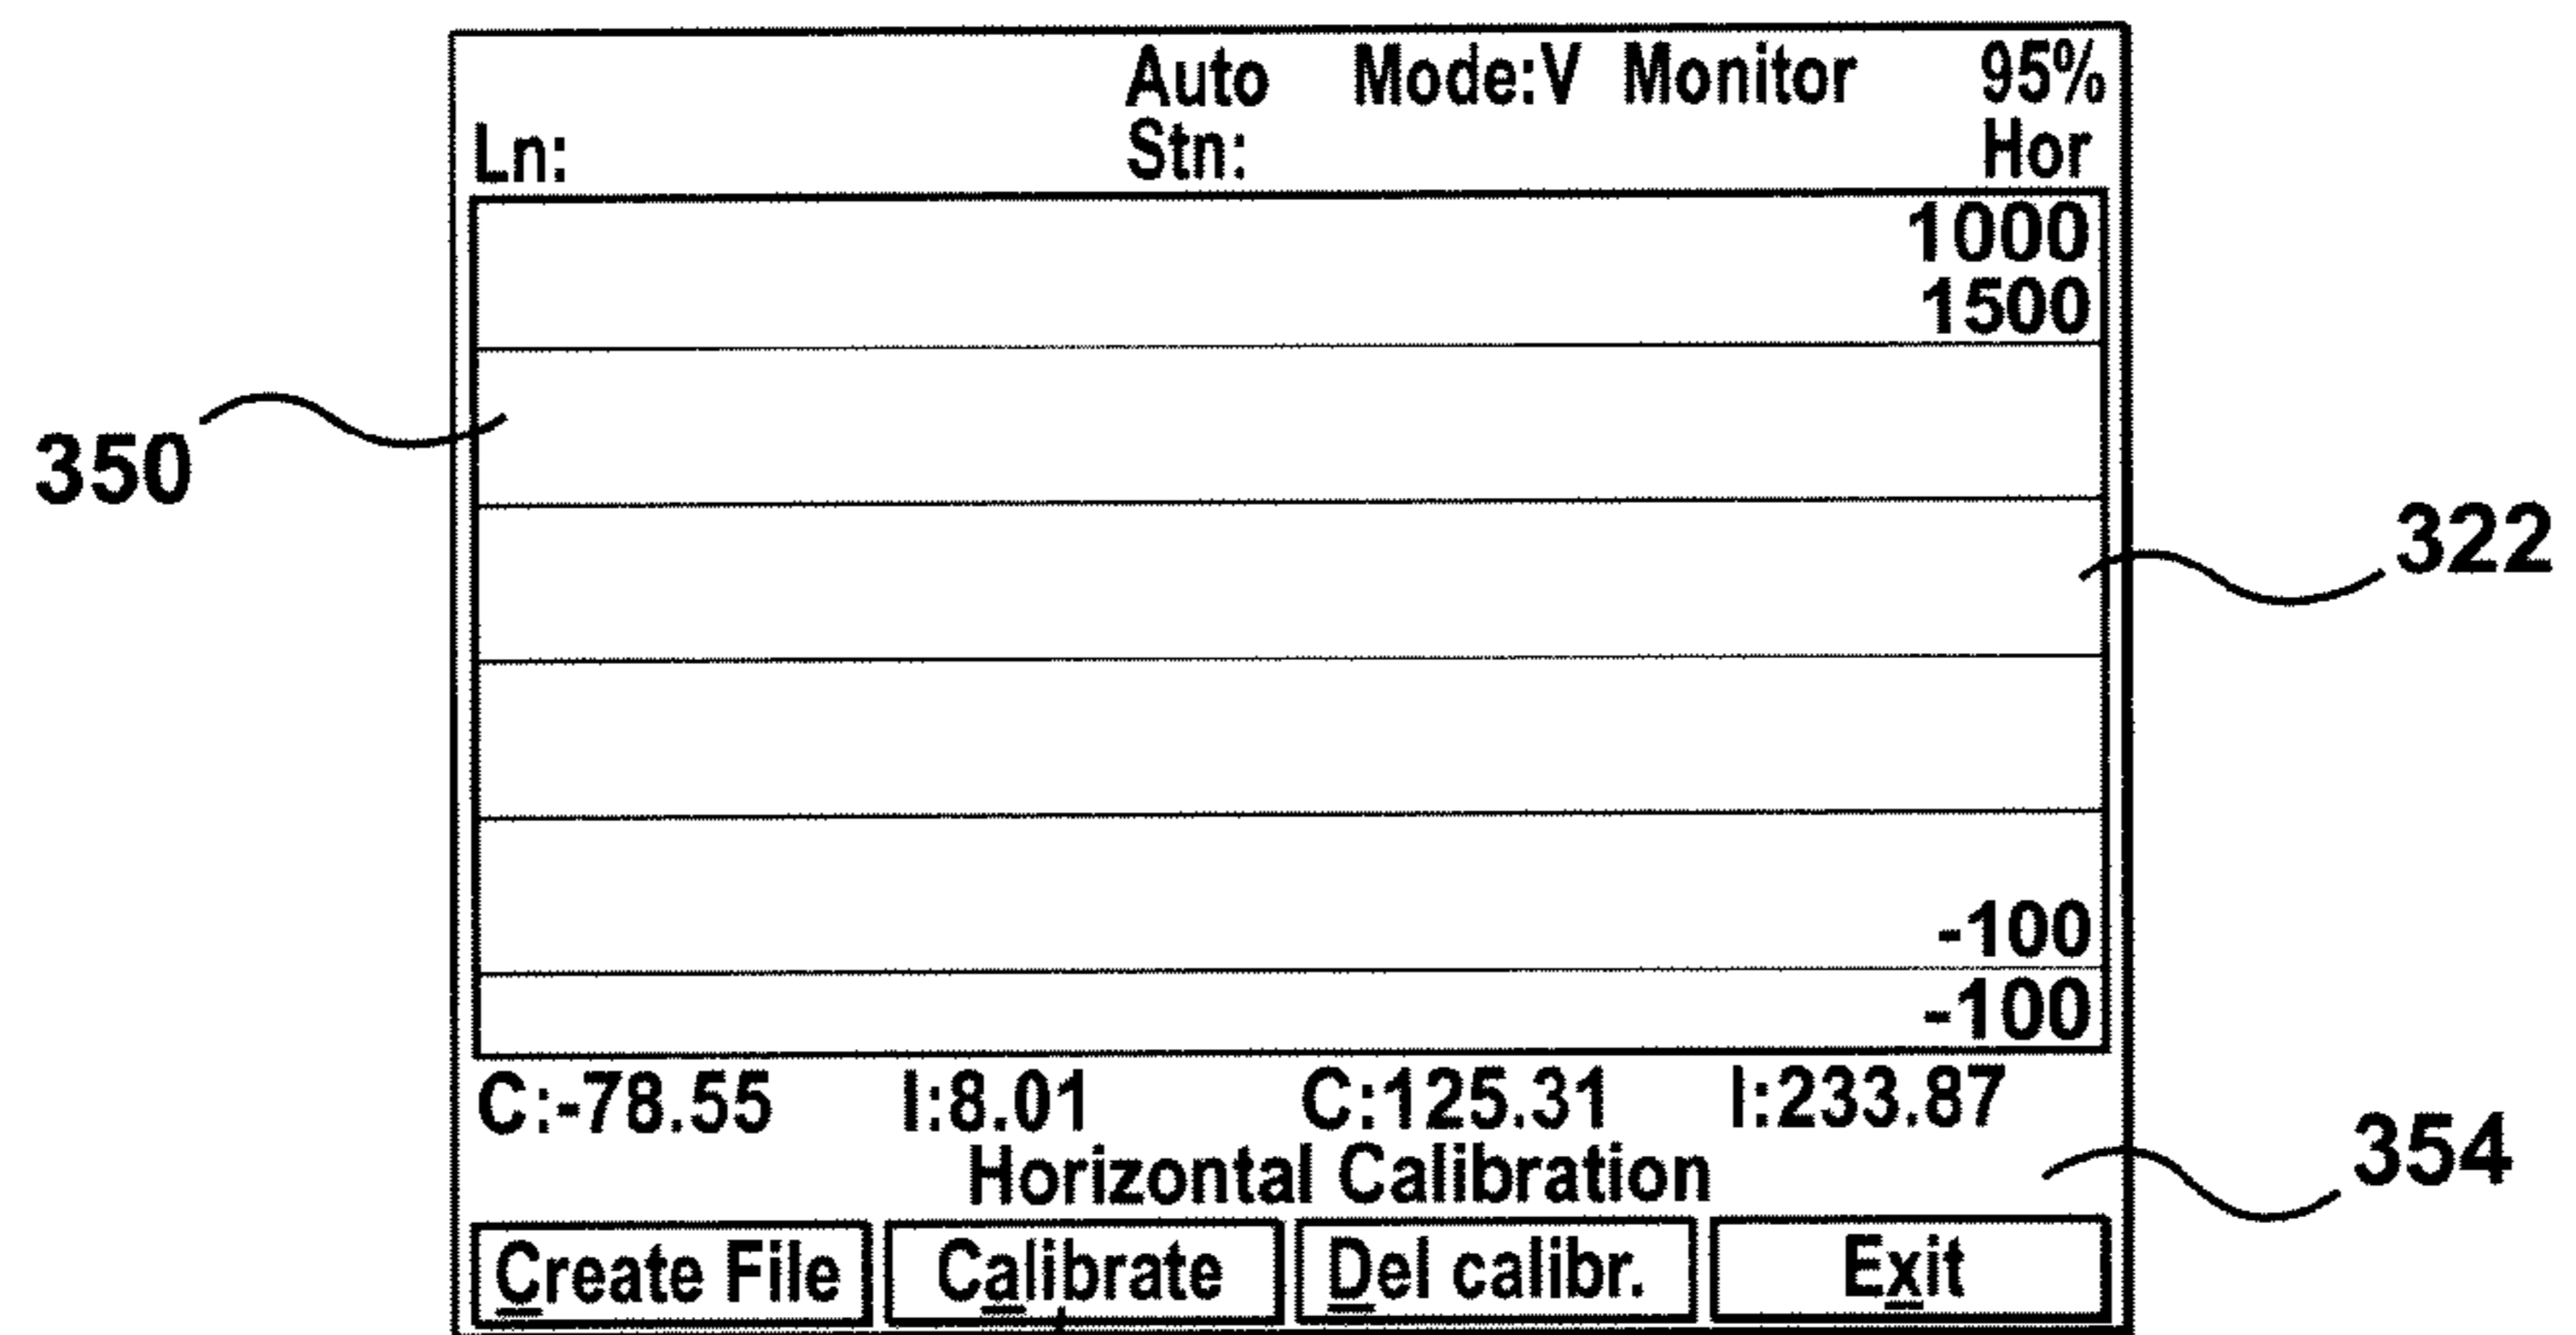 Auto Mode:V Monitor 95%
Ln: Stn: Hor
1000
1500
350
322
-100
-100
C:-78.55 I:8.01 C:125.31 I:233.87
Horizontal Calibration
354
Create File Calibrate Del calibr. Exit